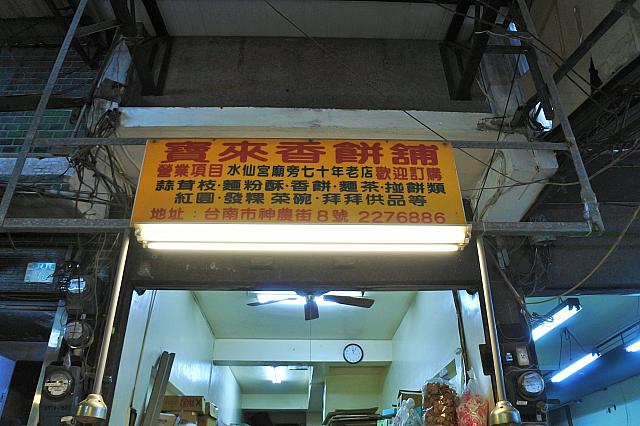 寶來香餅舖
營業項目 水仙宮廟旁七十年老店 歡迎訂購
蒜茸枝·麵粉酥·香餅·麵茶·椪餅類
紅圓·發粿 茶碗·拜拜供品等
地址：台南市神農街8號 2276886